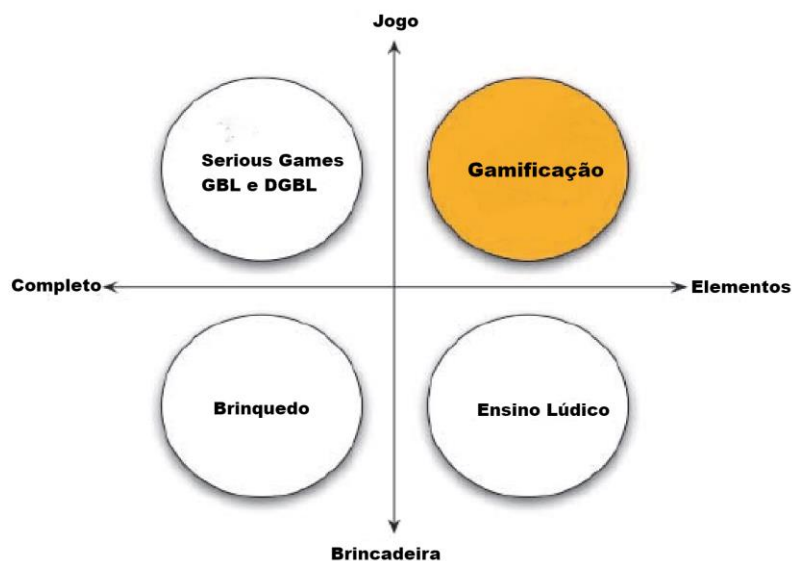 Jogo
Serious Games
GBL e DGBL
Gamificação
Completo
Elementos
Brinquedo
Ensino Lúdico
Brincadeira